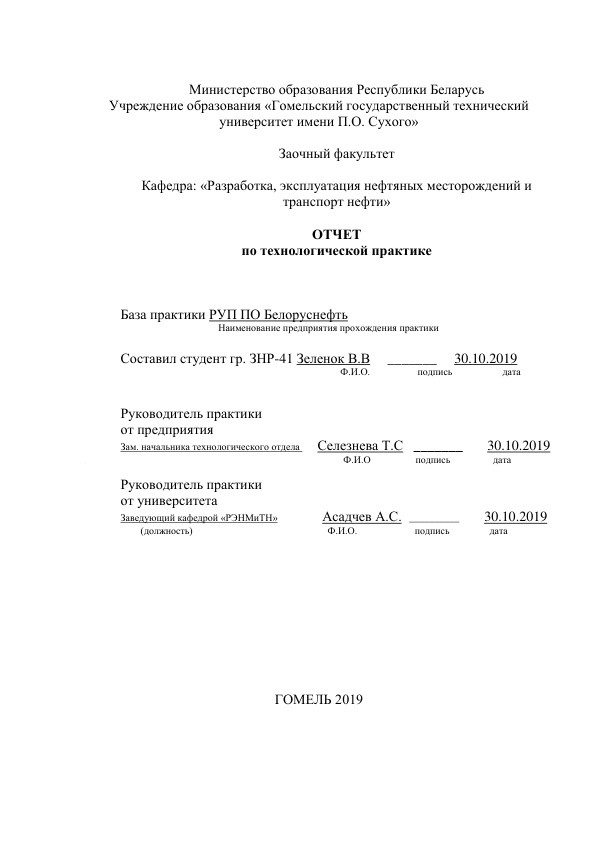 Министерство образования Республики Беларусь
Учреждение образования «Гомельский государственный технический
университет имени П.О. Сухого»
Заочный факультет
Кафедра: «Разработка, эксплуатация нефтяных месторождений и
транспорт нефти»
ОТЧЕТ
по технологической практике
База практики РУП ПО Белоруснефть
Наименование предприятия прохождения практики
Составил студент гр. ЗНР-41 Зеленок В.В _______ 30.10.2019
Ф.И.О. подпись дата
Руководитель практики
от предприятия
Зам. начальника технологического отдела Селезнева Т.С _______ 30.10.2019
Ф.И.О подпись дата
Руководитель практики
от университета
Заведующий кафедрой «РЭНМиТН» Асадчев А.С. _______ 30.10.2019
(должность) Ф.И.О. подпись дата
ГОМЕЛЬ 2019